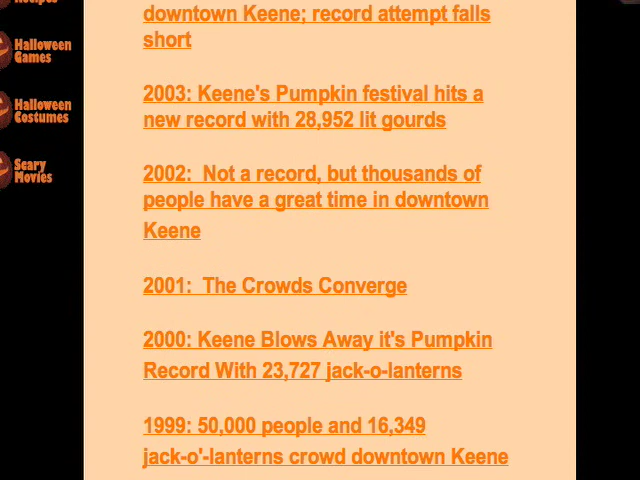 Recipes
Halloween
Games
Halloween
Costumes
Scary
Movies
downtown Keene; record attempt falls
short
2003: Keene's Pumpkin festival hits a
new record with 28,952 lit gourds
2002:  Not a record, but thousands of
people have a great time in downtown
Keene
2001:  The Crowds Converge
2000: Keene Blows Away it's Pumpkin
Record With 23,727 jack-o-lanterns
1999: 50,000 people and 16,349
jack-o'-lanterns crowd downtown Keene